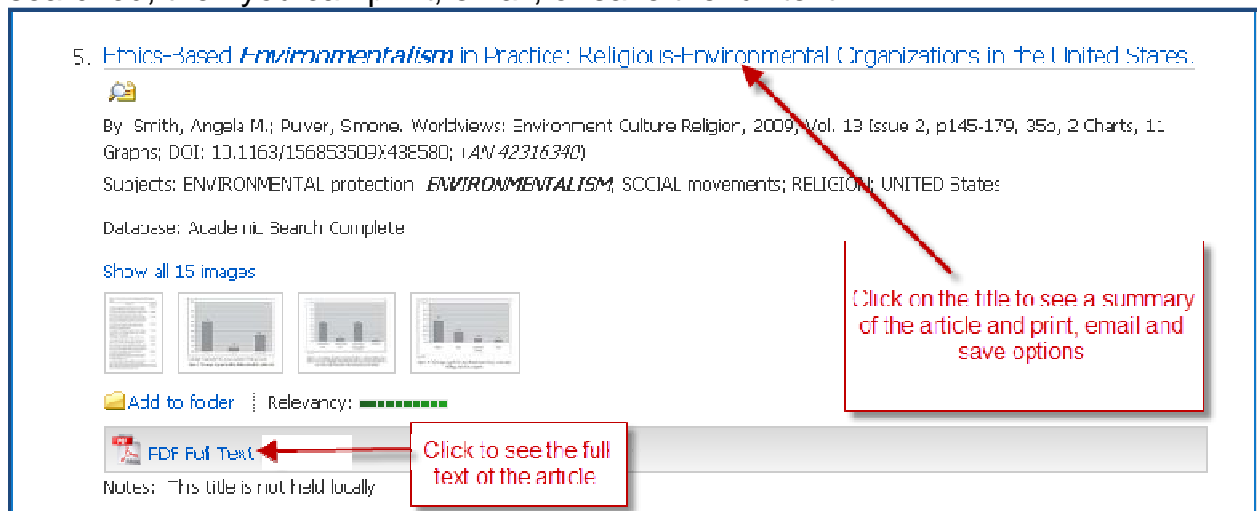 5. Ethics-Based Environmentalism in Practice: Religious-Environmental Organizations in the United States.
By: Smith, Angela M.; Pulver, Simone. Worldviews: Environment Culture Religion, 2009, Vol. 13 Issue 2, p145-179, 35p, 2 Charts, 11
Graphs; DOI: 10.1163/156853509X438580; (AN 42316340)
Subjects: ENVIRONMENTAL protection; ENVIRONMENTALISM; SOCIAL movements; RELIGION; UNITED States
Database: Academic Search Complete
Show all 15 images
Click on the title to see a summary
of the article and print, email and
save options
Add to folder | Relevancy:
PDF Full Text
Click to see the full
text of the article
Notes: This title is not held locally